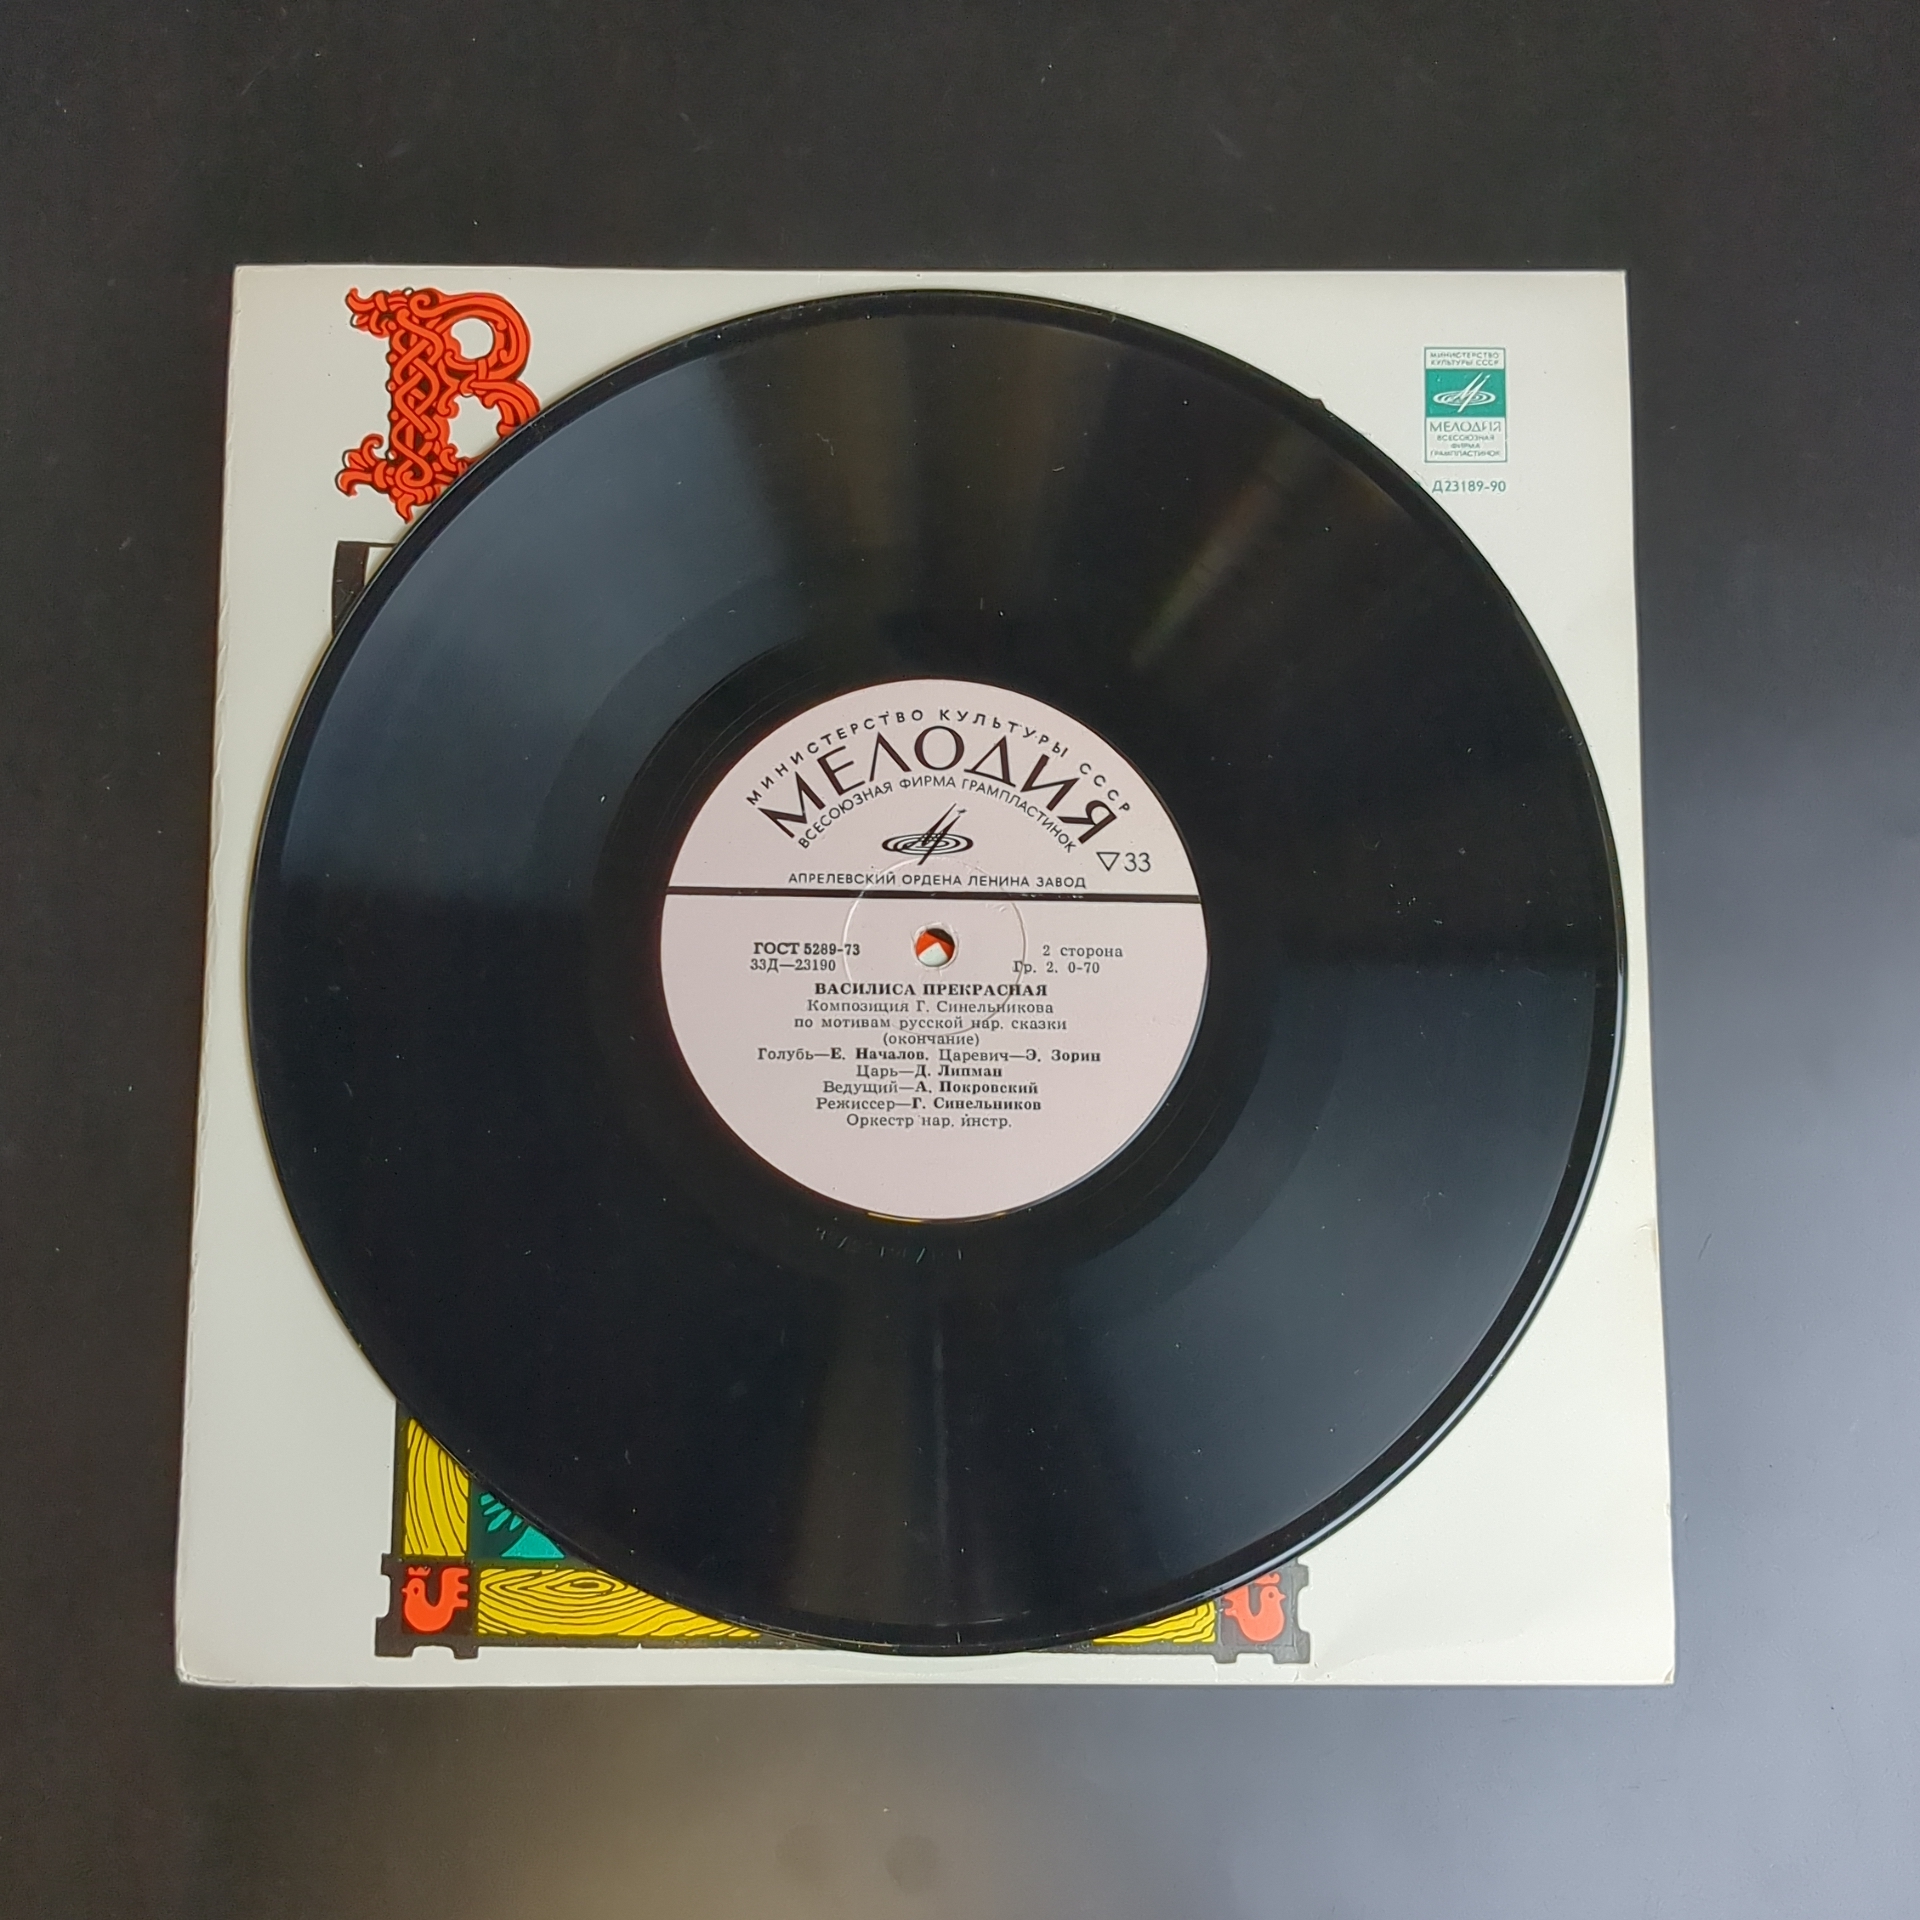 В
МИНИСТЕРСТВО
КУЛЬТУРЫ СССР
МЕЛОДИЯ
ВСЕСОЮЗНАЯ
ФИРМА
ГРАМПЛАСТИНОК
Д23189-90
МИНИСТЕРСТВО КУЛЬТУРЫ СССР
МЕЛОДИЯ
ВСЕСОЮЗНАЯ ФИРМА ГРАМПЛАСТИНОК
▽33
АПРЕЛЕВСКИЙ ОРДЕНА ЛЕНИНА ЗАВОД
ГОСТ 5289-73 2 сторона
33Д—23190 Гр. 2. 0-70
ВАСИЛИСА ПРЕКРАСНАЯ
Композиция Г. Синельникова
по мотивам русской нар. сказки
(окончание)
Голубь—Е. Началов. Царевич—Э. Зорин
Царь—Д. Липман
Ведущий—А. Покровский
Режиссер—Г. Синельников
Оркестр нар. инстр.